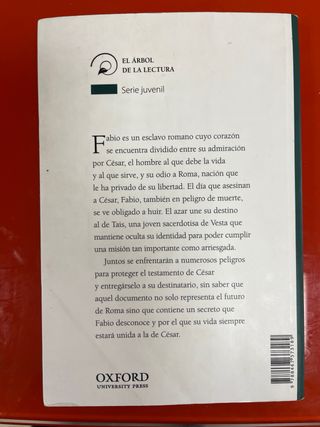 EL ÁRBOL
DE LA LECTURA
Serie juvenil
Fabio es un esclavo romano cuyo corazón
se encuentra dividido entre su admiración
por César, el hombre al que debe la vida
y al que sirve, y su odio a Roma, nación que
le ha privado de su libertad. El día que asesinan
a César, Fabio, también en peligro de muerte,
se ve obligado a huir. El azar une su destino
al de Tais, una joven sacerdotisa de Vesta que
mantiene oculta su identidad para poder cumplir
una misión tan importante como arriesgada.
Juntos se enfrentarán a numerosos peligros
para proteger el testamento de César
y entregárselo a su destinatario, sin saber que
aquel documento no solo representa el futuro
de Roma sino que contiene un secreto que
Fabio desconoce y por el que su vida siempre
estará unida a la de César.
OXFORD
UNIVERSITY PRESS